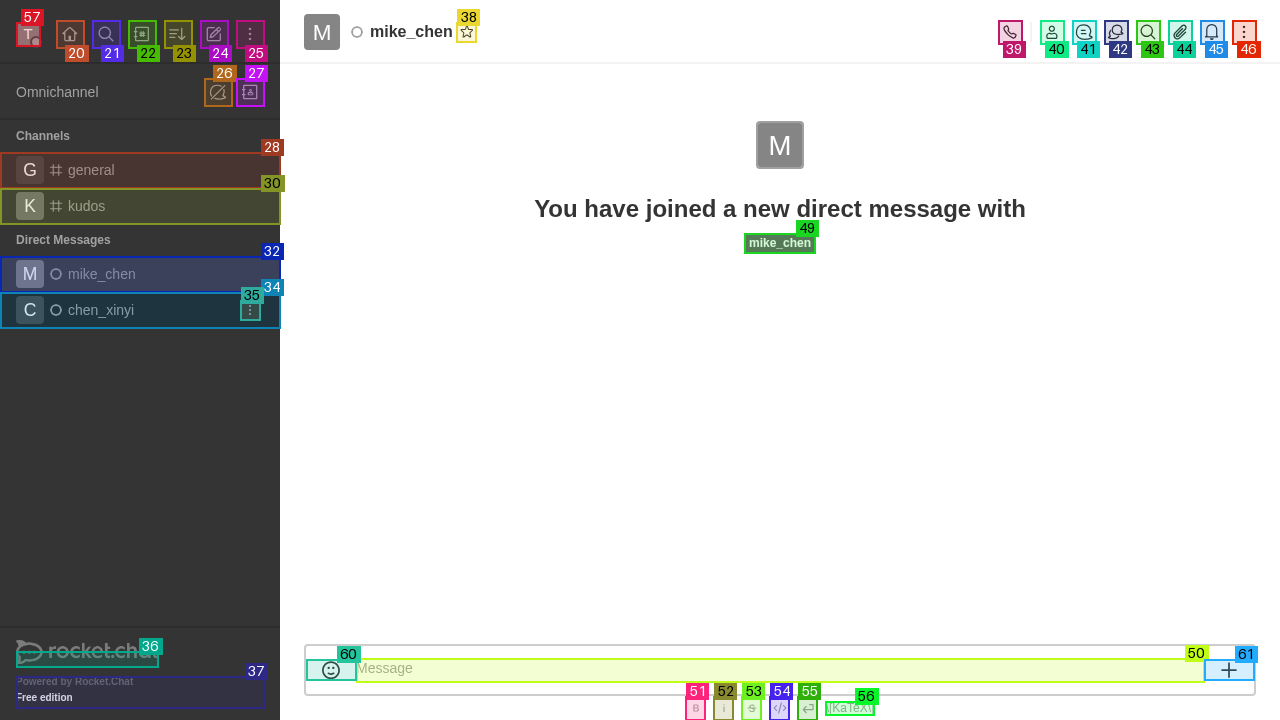 57
T
20
21
22
23
24
25
M
mike_chen
38
39
40
41
42
43
44
45
46
Omnichannel
26
27
Channels
28
G general
30
K kudos
Direct Messages
32
M mike_chen
34
C chen_xinyi
35
M
You have joined a new direct message with
49
mike_chen
36
rocket.chat
37
Powered by Rocket.Chat
Free edition
60
50
61
Message
51
52
53
54
55
56
B
i
S
</>
\[KaTeX\]